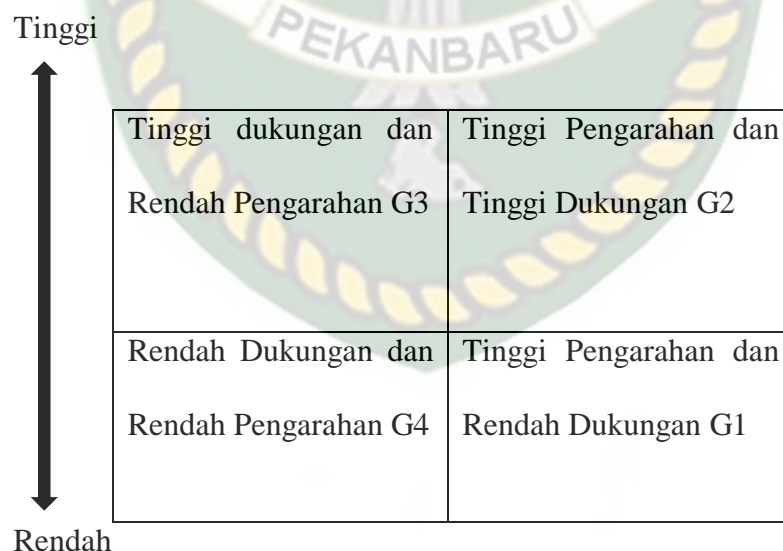 Tinggi
PEKANBARU
Tinggi dukungan dan
Rendah Pengarahan G3
Tinggi Pengarahan dan
Tinggi Dukungan G2
Rendah Dukungan dan
Rendah Pengarahan G4
Tinggi Pengarahan dan
Rendah Dukungan G1
Rendah